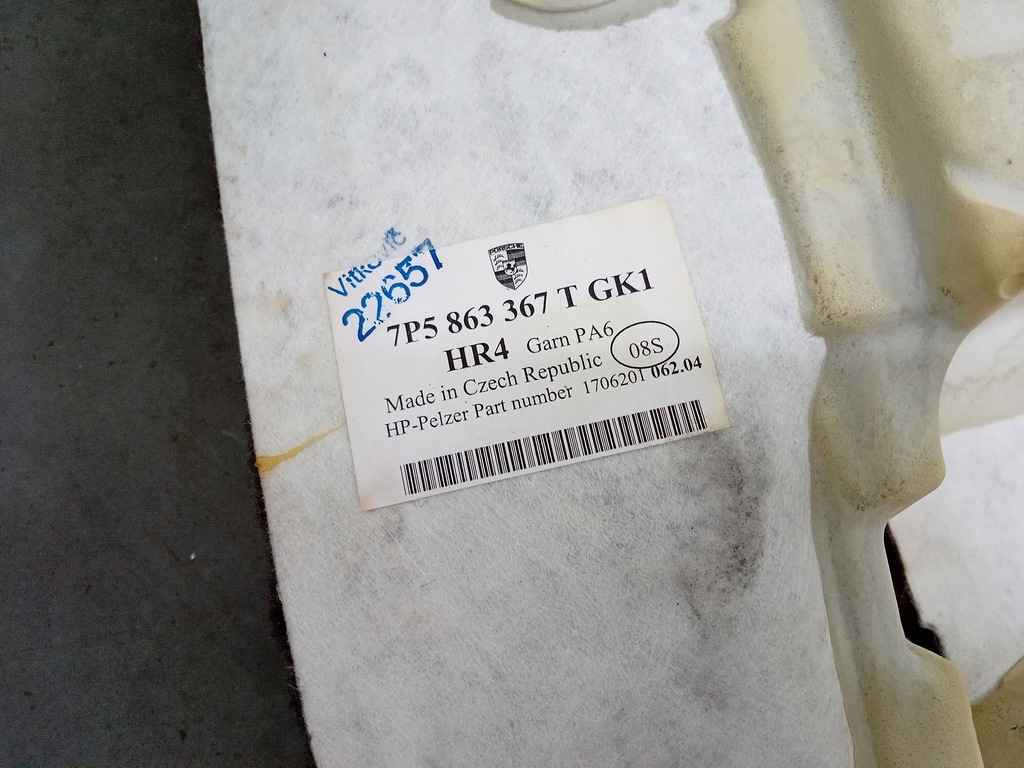 Vitkovič
22657
PORSCHE
7P5 863 367 T GK1
HR4 Garn PA6
08S
Made in Czech Republic
HP-Pelzer Part number 1706201 062.04